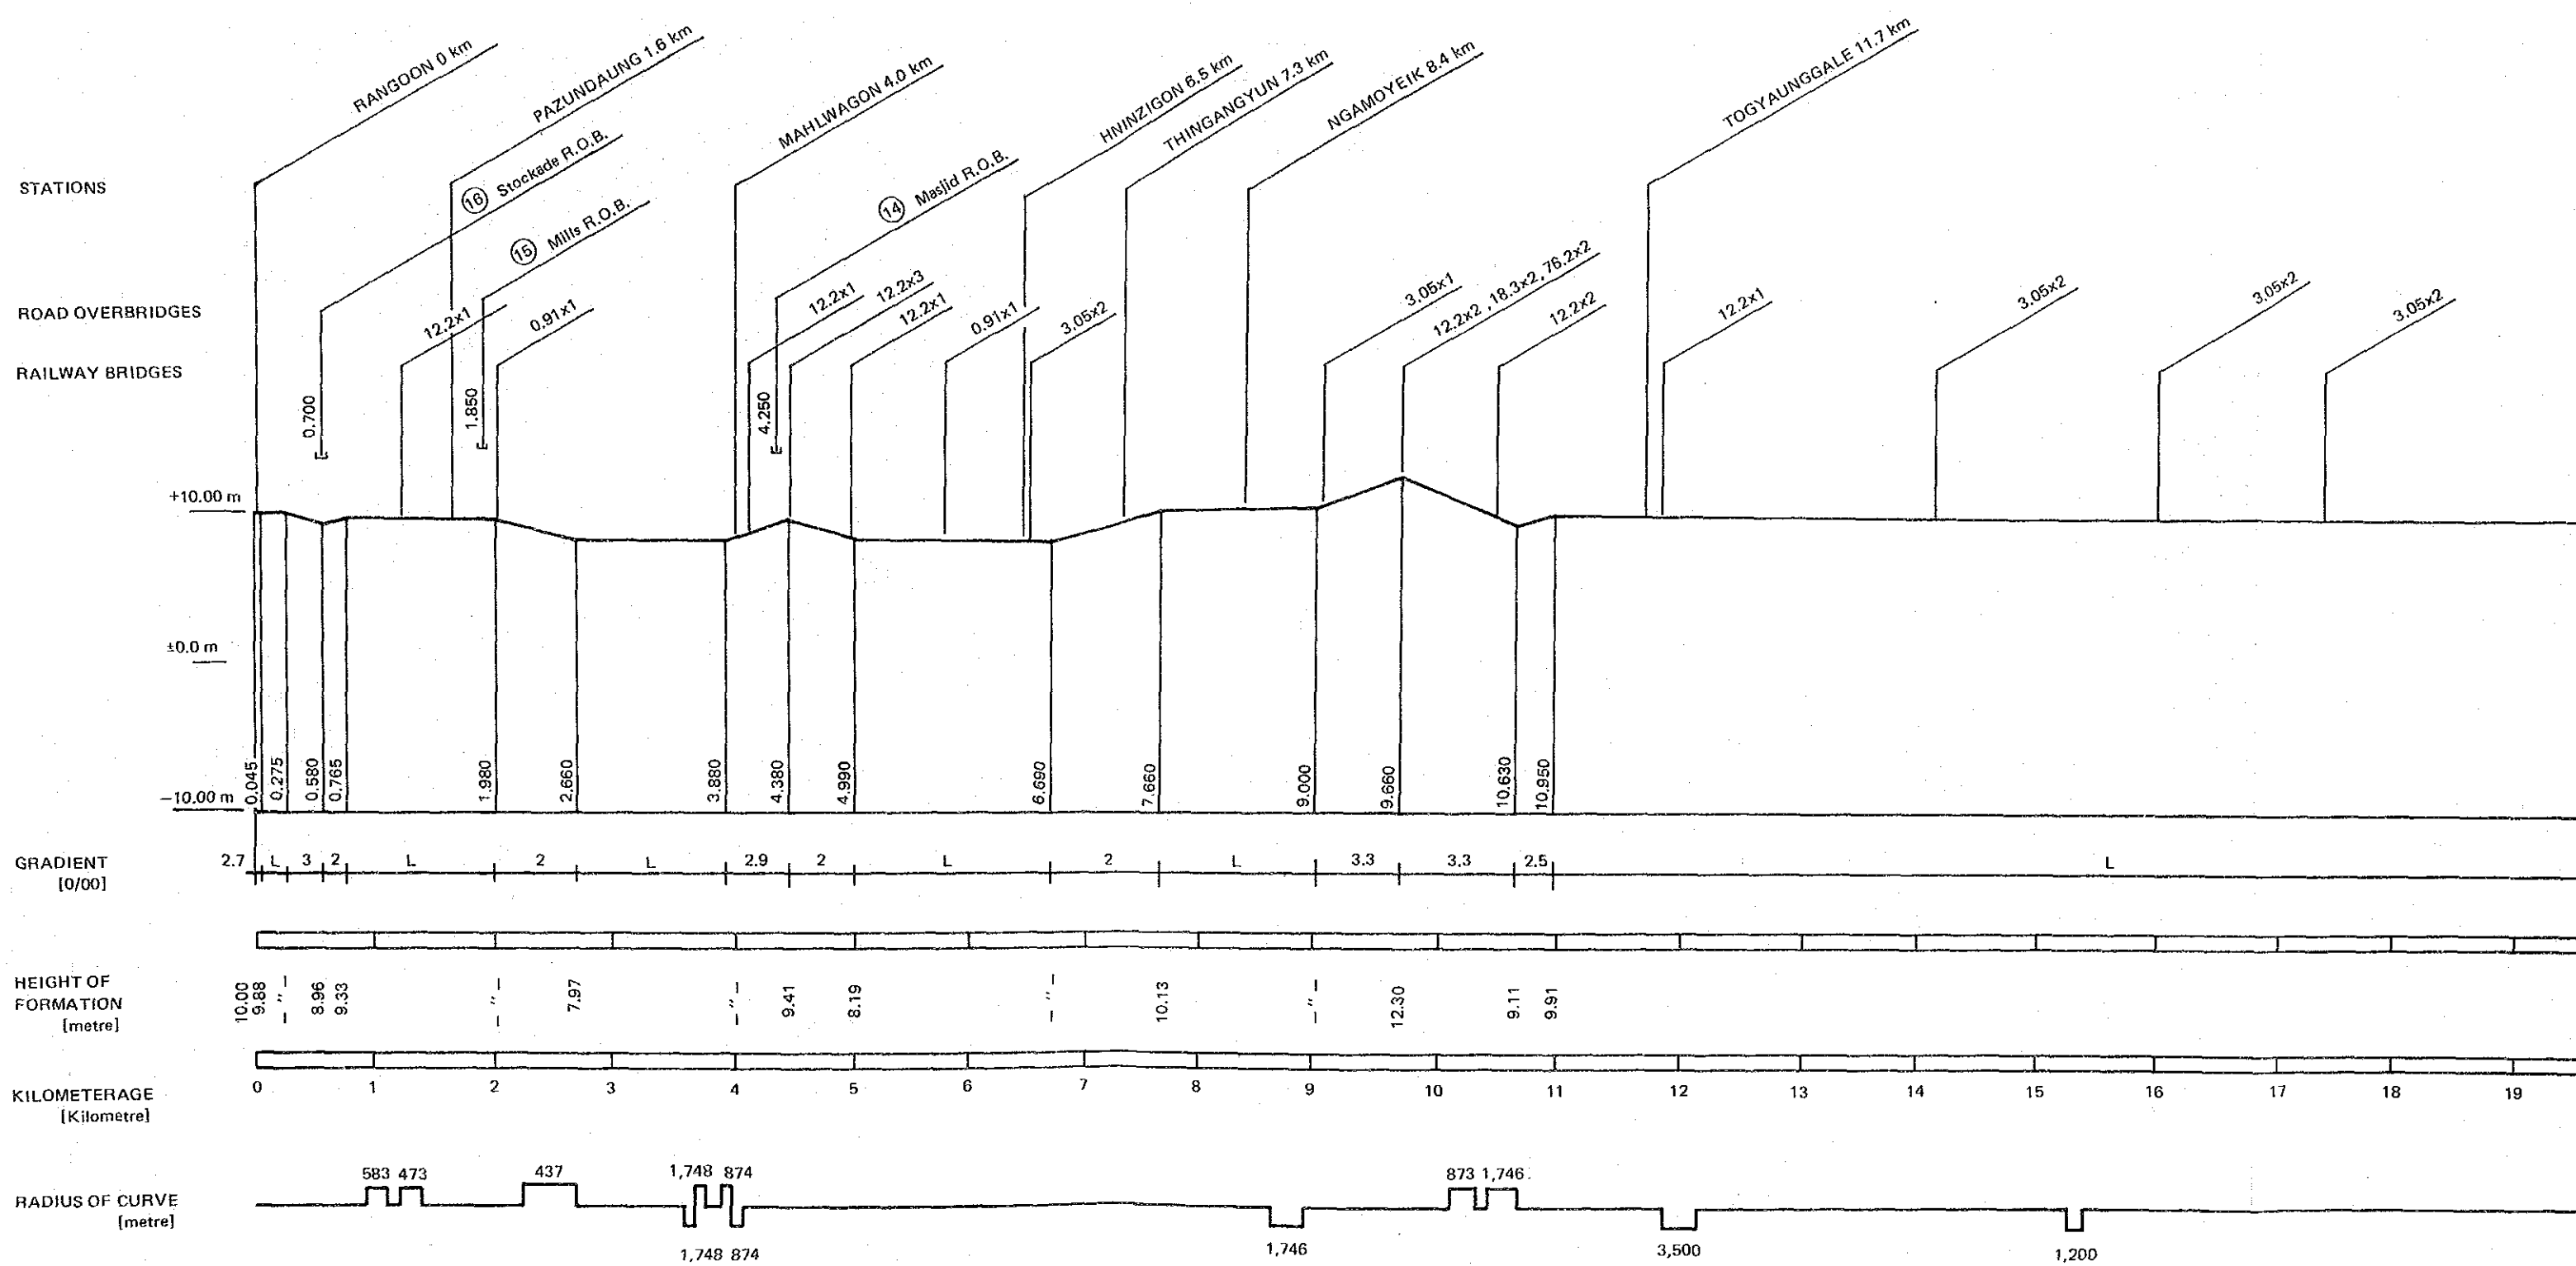 RANGOON 0 km
PAZUNDAUNG 1.6 km
MAHLWAGON 4.0 km
HNINZIGON 6.5 km
THINGANGYUN 7.3 km
NGAMOYEIK 8.4 km
TOGYAUNGGALE 11.7 km
STATIONS
16 Stockade R.O.B.
15 Mills R.O.B.
14 Masjid R.O.B.
ROAD OVERBRIDGES
12.2x1
0.91x1
12.2x1
12.2x3
12.2x1
0.91x1
3.05x2
3.05x1
12.2x2, 18.3x2, 76.2x2
12.2x2
12.2x1
3.05x2
3.05x2
3.05x2
RAILWAY BRIDGES
0.700
1.850
4.250
+10.00 m
±0.0 m
−10.00 m
0.045 0.275 0.580 0.765 1.980 2.660 3.880 4.380 4.990 6.690 7.660 9.000 9.660 10.630 10.950
GRADIENT
[0/00]
2.7 L 3 2 L 2 L 2.9 2 L 2 L 3.3 3.3 2.5 L
HEIGHT OF
FORMATION
[metre]
10.00 9.88 — " — 8.96 9.33 — " — 7.97 — " — 9.41 8.19 — " — 10.13 — " — 12.30 9.11 9.91
KILOMETERAGE
[Kilometre]
0 1 2 3 4 5 6 7 8 9 10 11 12 13 14 15 16 17 18 19
RADIUS OF CURVE
[metre]
583 473 437 1,748 874 873 1,746
1,748 874 1,746 3,500 1,200